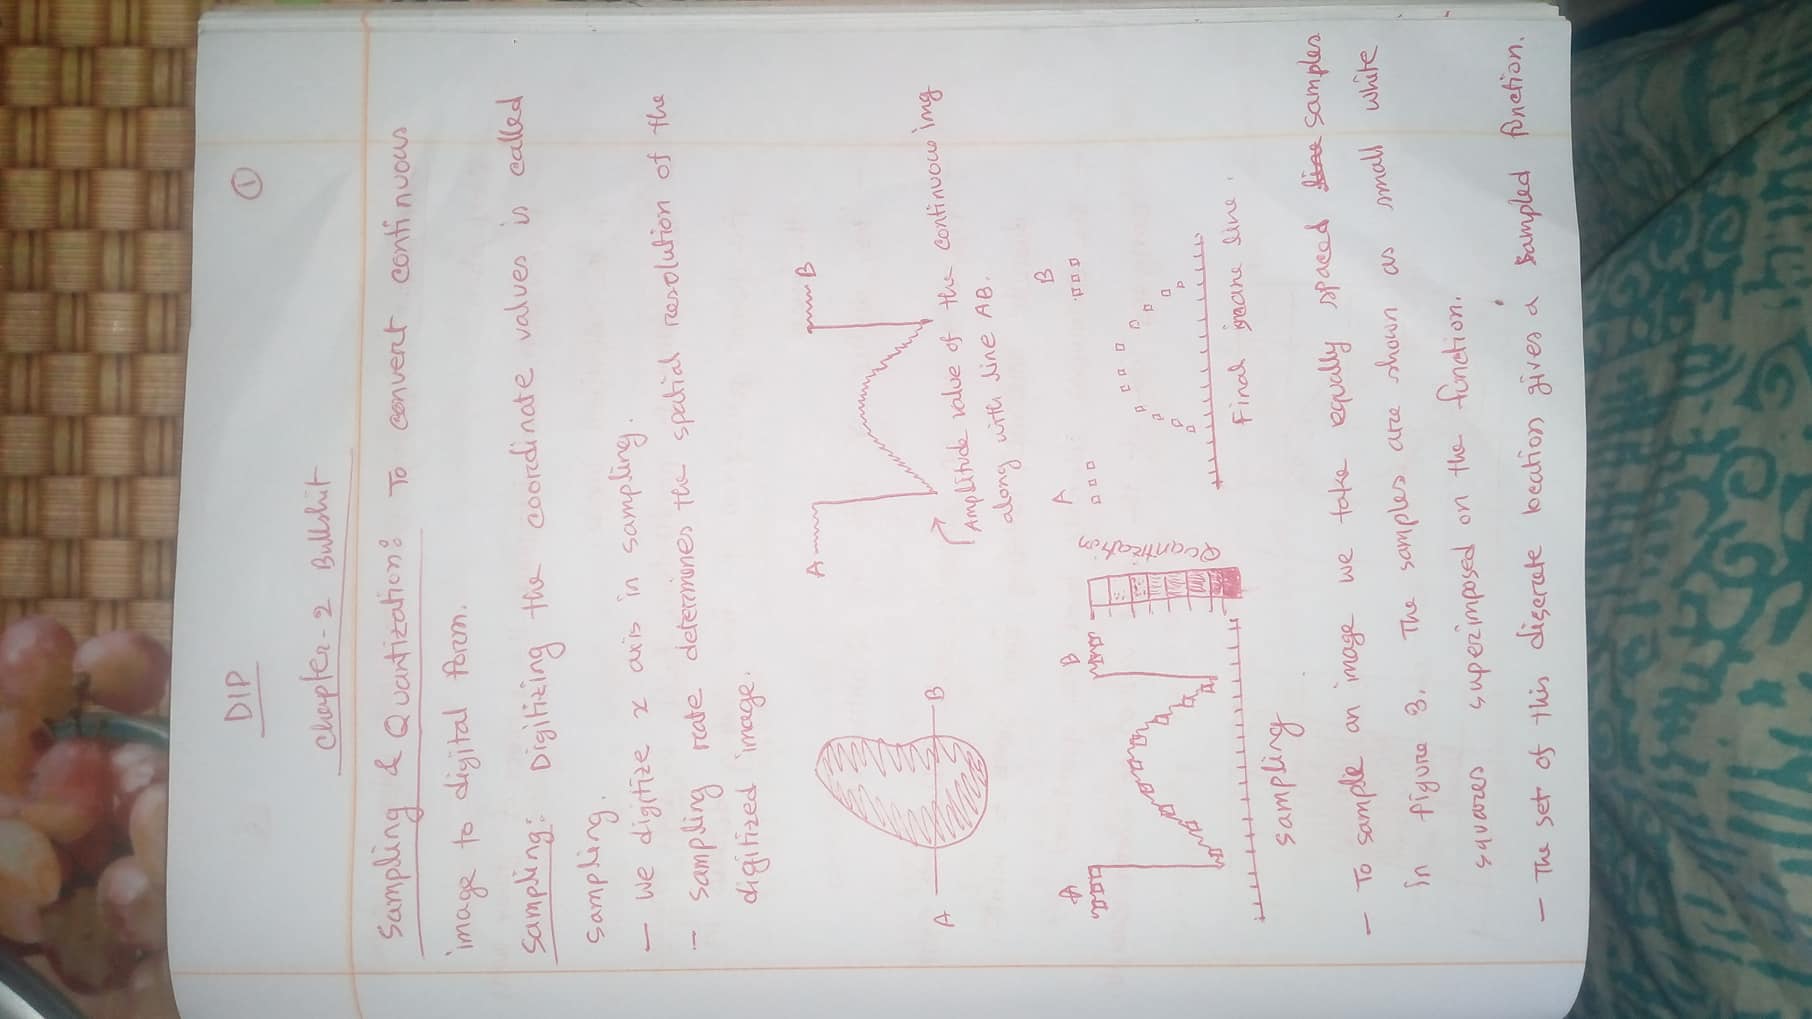 DIP
①
Chapter-2 Bullshit
Sampling & Quantization: To convert continuous
image to digital form.
Sampling: Digitizing the coordinate values is called
sampling.
- We digitize x axis in sampling.
- sampling rate determines the spatial resolution of the
digitized image.
A B
A B
Amplitude value of the continuous img
along with line AB.
A B
Quantization
A B
sampling
Final line.
- To sample an image we take equally spaced line samples
in figure 3. The samples are shown as small white
squares superimposed on the function.
- The set of this discrate locations gives a sampled function.